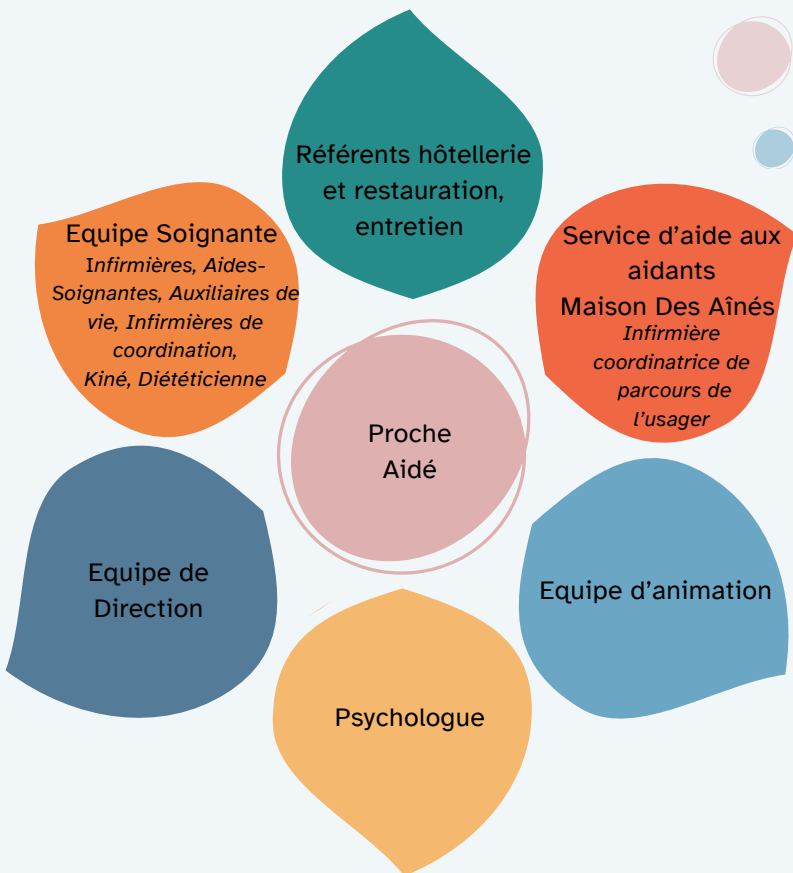 Référents hôtellerie
et restauration,
entretien
Equipe Soignante
Infirmières, Aides-
Soignantes, Auxiliaires de
vie, Infirmières de
coordination,
Kiné, Diététicienne
Service d’aide aux
aidants
Maison Des Aînés
Infirmière
coordinatrice de
parcours de
l’usager
Proche
Aidé
Equipe de
Direction
Equipe d’animation
Psychologue